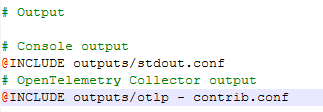 # Output
# Console output
@INCLUDE outputs/stdout.conf
# OpenTelemetry Collector output
@INCLUDE outputs/otlp - contrib.conf